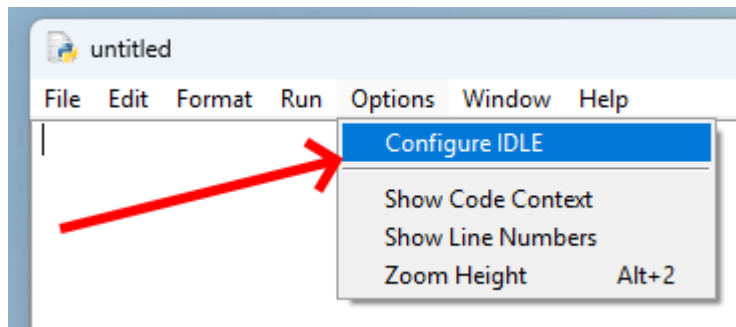 untitled
File Edit Format Run Options Window Help
Configure IDLE
Show Code Context
Show Line Numbers
Zoom Height Alt+2